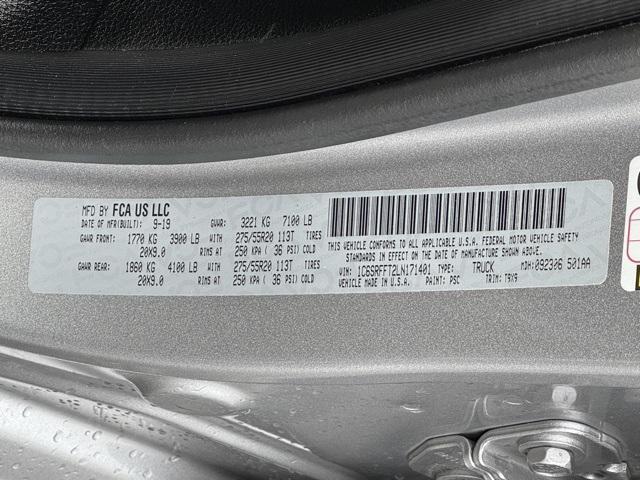 MFD BY FCA US LLC
DATE OF MFR(BUILT): 9-19 GVWR: 3221 KG 7100 LB
GAWR FRONT: 1770 KG 3900 LB WITH 275/55R20 113T TIRES
20X9.0 RIMS AT 250 KPA ( 36 PSI) COLD
GAWR REAR: 1860 KG 4100 LB WITH 275/55R20 113T TIRES
20X9.0 RIMS AT 250 KPA ( 36 PSI) COLD
THIS VEHICLE CONFORMS TO ALL APPLICABLE U.S.A. FEDERAL MOTOR VEHICLE SAFETY
STANDARDS IN EFFECT ON THE DATE OF MANUFACTURE SHOWN ABOVE.
VIN: 1C6SRFFT2LN171401 TYPE: TRUCK MDH:092306 501AA
VEHICLE MADE IN U.S.A. PAINT: PSC TRIM: T9X9